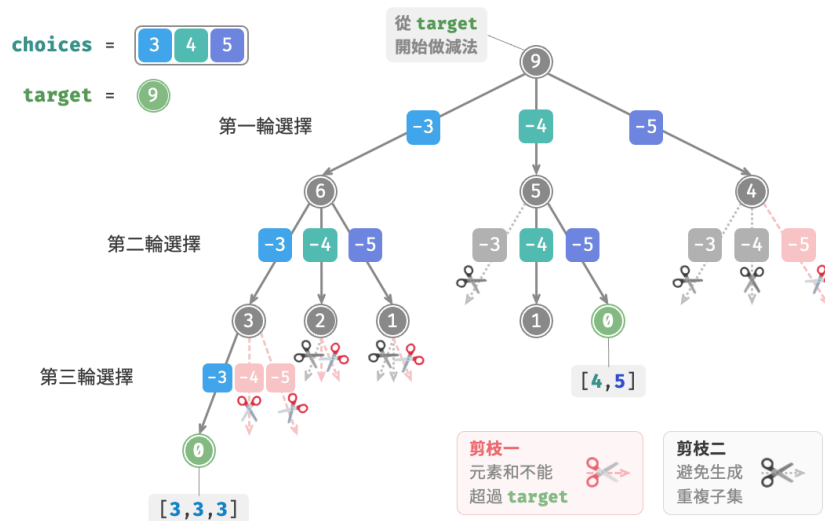 choices = 3 4 5
target = 9
從 target
開始做減法
9
第一輪選擇
-3 -4 -5
6 5 4
第二輪選擇
-3 -4 -5 -3 -4 -5 -3 -4 -5
3 2 1 1 0
第三輪選擇
-3 -4 -5
[4,5]
0
[3,3,3]
剪枝一
元素和不能
超過 target
剪枝二
避免生成
重複子集